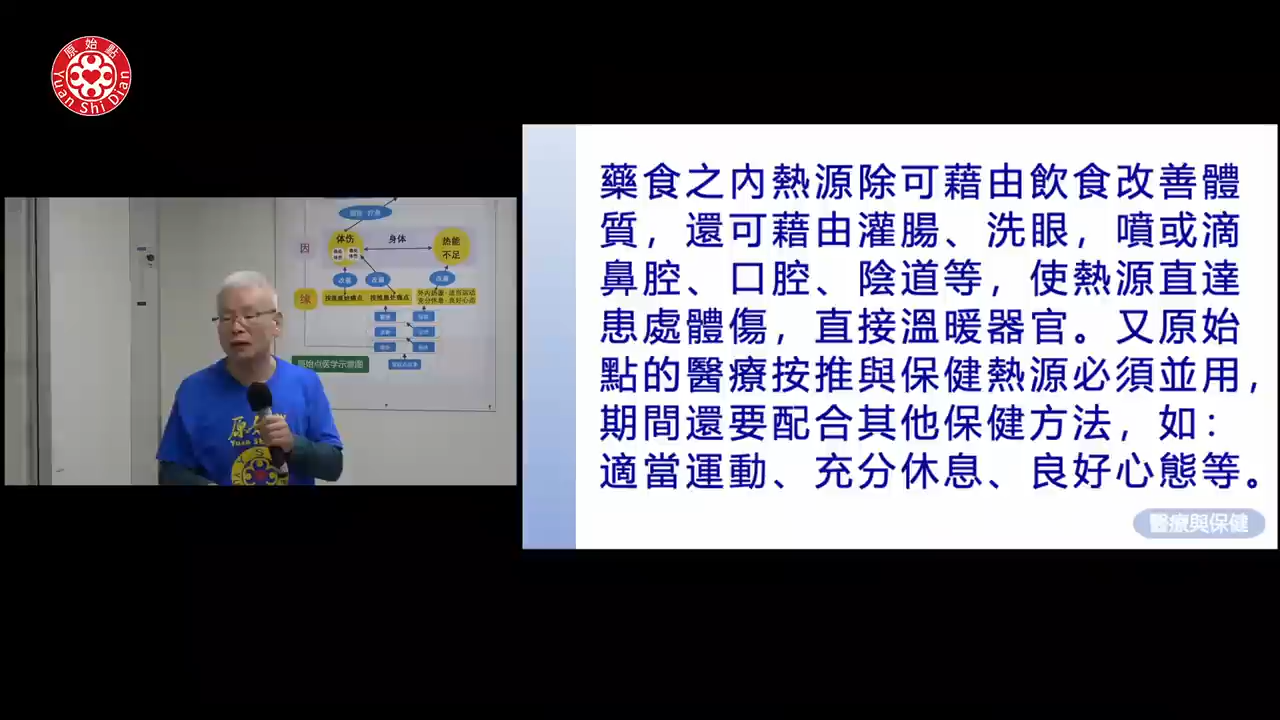 原始點
Yuan Shi Dian
藥食之內熱源除可藉由飲食改善體
質，還可藉由灌腸、洗眼，噴或滴
鼻腔、口腔、陰道等，使熱源直達
患處體傷，直接溫暖器官。又原始
點的醫療按推與保健熱源必須並用，
期間還要配合其他保健方法，如：
適當運動、充分休息、良好心態等。
醫療與保健
因
体伤
身体
热能
不足
改善
改善
改善
缘
原始点医学示意图